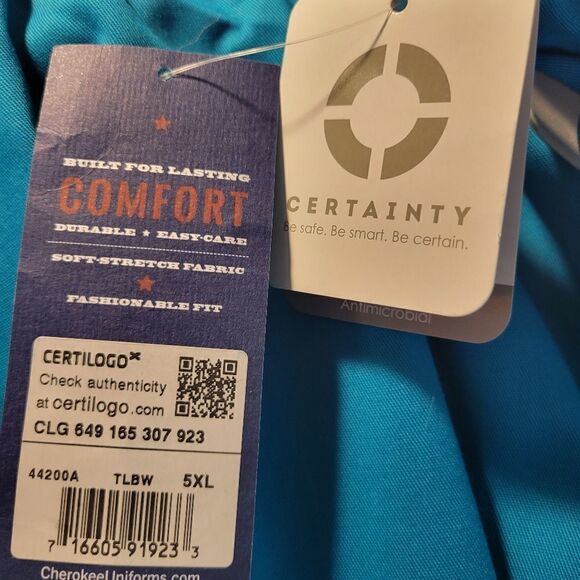 BUILT FOR LASTING
COMFORT
DURABLE ★ EASY-CARE
SOFT-STRETCH FABRIC
FASHIONABLE FIT
CERTILOGO
Check authenticity
at certilogo.com
CLG 649 165 307 923
44200A TLBW 5XL
7 16605 91923 3
CherokeeUniforms.com
CERTAINTY
Be safe. Be smart. Be certain.
Antimicrobial